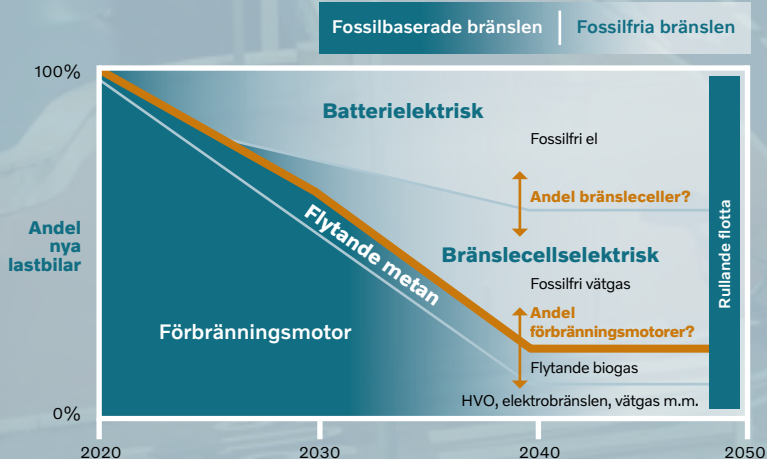 Fossilbaserade bränslen | Fossilfria bränslen
100%
Batterielektrisk
Fossilfri el
Andel bränsleceller?
Andel
nya
lastbilar
Flytande metan
Bränslecellselektrisk
Fossilfri vätgas
Rullande flotta
Andel
förbränningsmotorer?
Förbränningsmotor
Flytande biogas
HVO, elektrobränslen, vätgas m.m.
0%
2020 2030 2040 2050